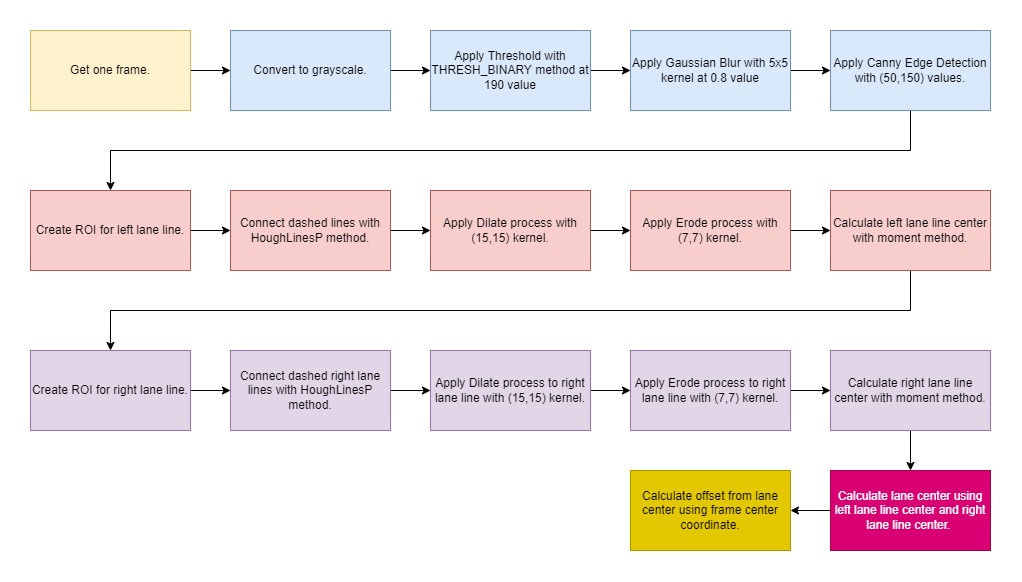 Get one frame.
Convert to grayscale.
Apply Threshold with
THRESH_BINARY method at
190 value
Apply Gaussian Blur with 5x5
kernel at 0.8 value
Apply Canny Edge Detection
with (50,150) values.
Create ROI for left lane line.
Connect dashed lines with
HoughLinesP method.
Apply Dilate process with
(15,15) kernel.
Apply Erode process with
(7,7) kernel.
Calculate left lane line center
with moment method.
Create ROI for right lane line.
Connect dashed right lane
lines with HoughLinesP
method.
Apply Dilate process to right
lane line with (15,15) kernel.
Apply Erode process to right
lane line with (7,7) kernel.
Calculate right lane line
center with moment method.
Calculate offset from lane
center using frame center
coordinate.
Calculate lane center using
left lane line center and right
lane line center.